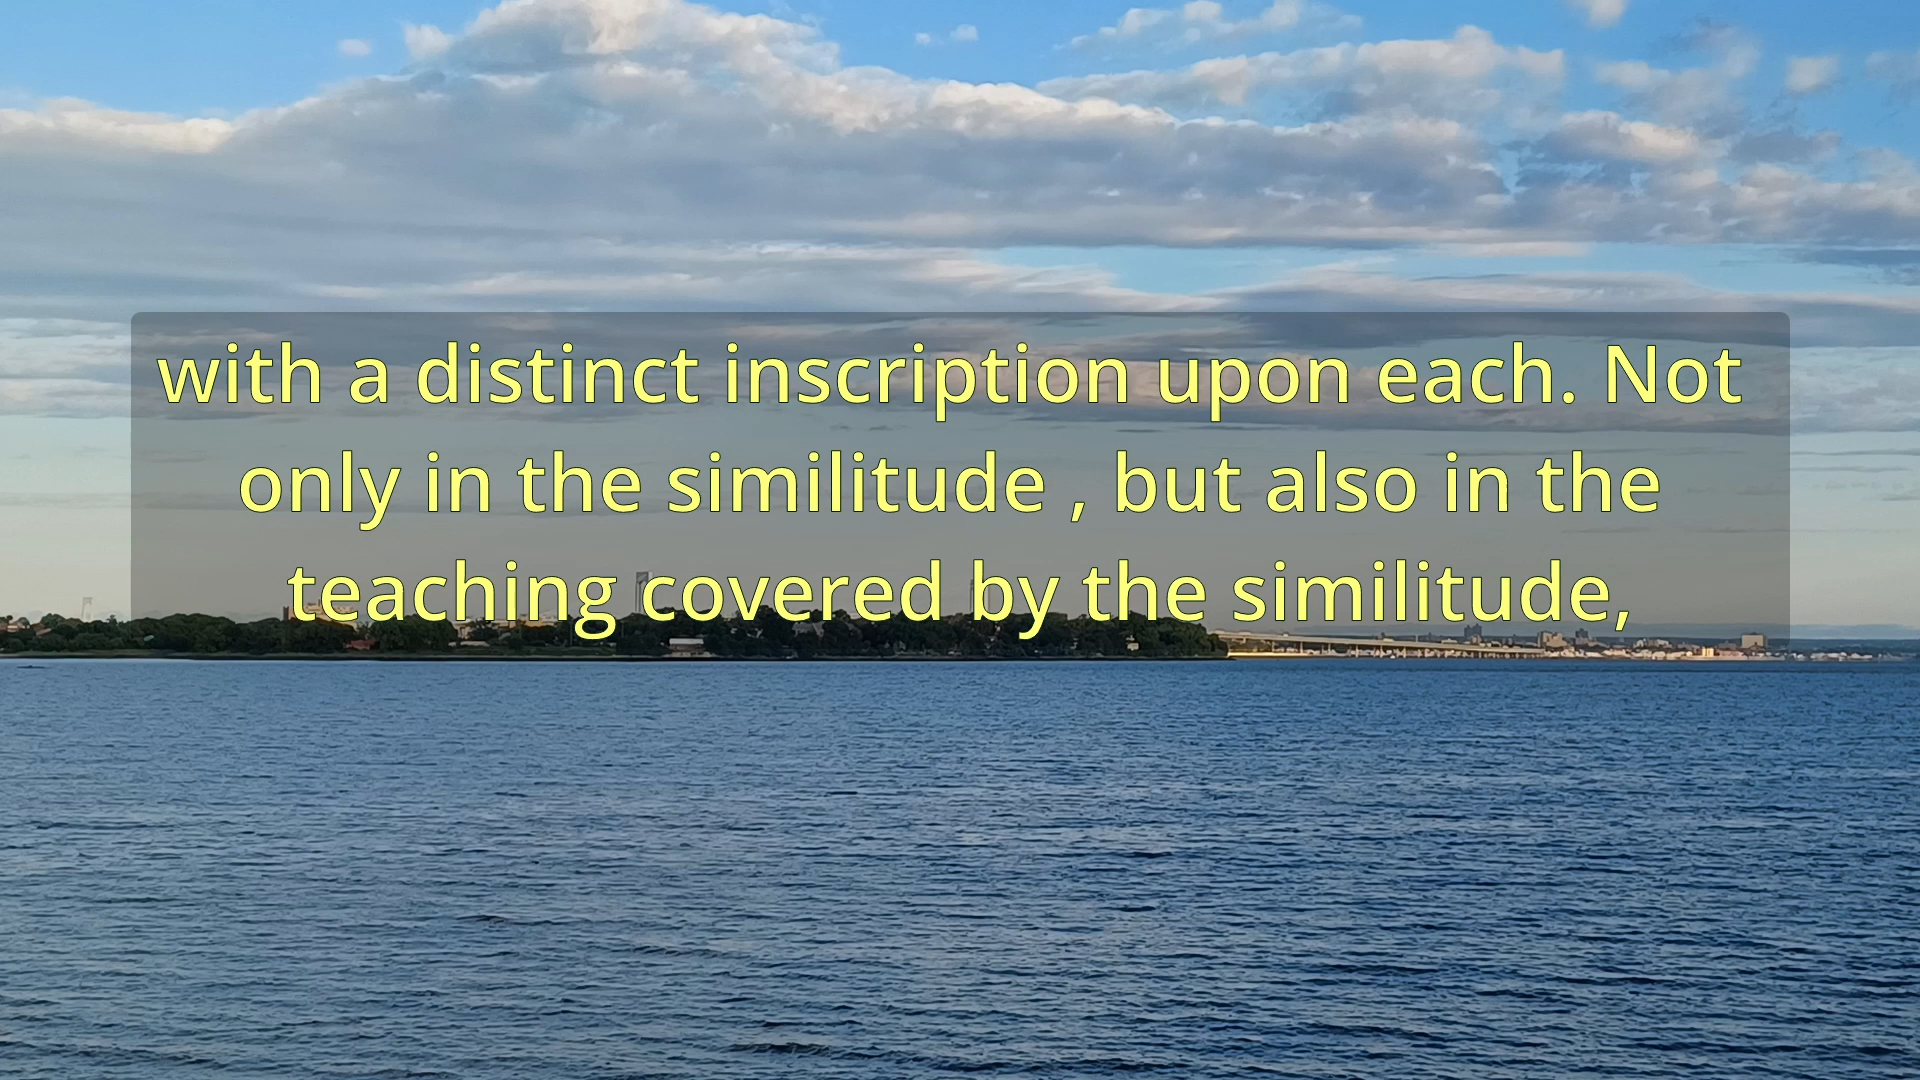 with a distinct inscription upon each. Not
only in the similitude , but also in the
teaching covered by the similitude,